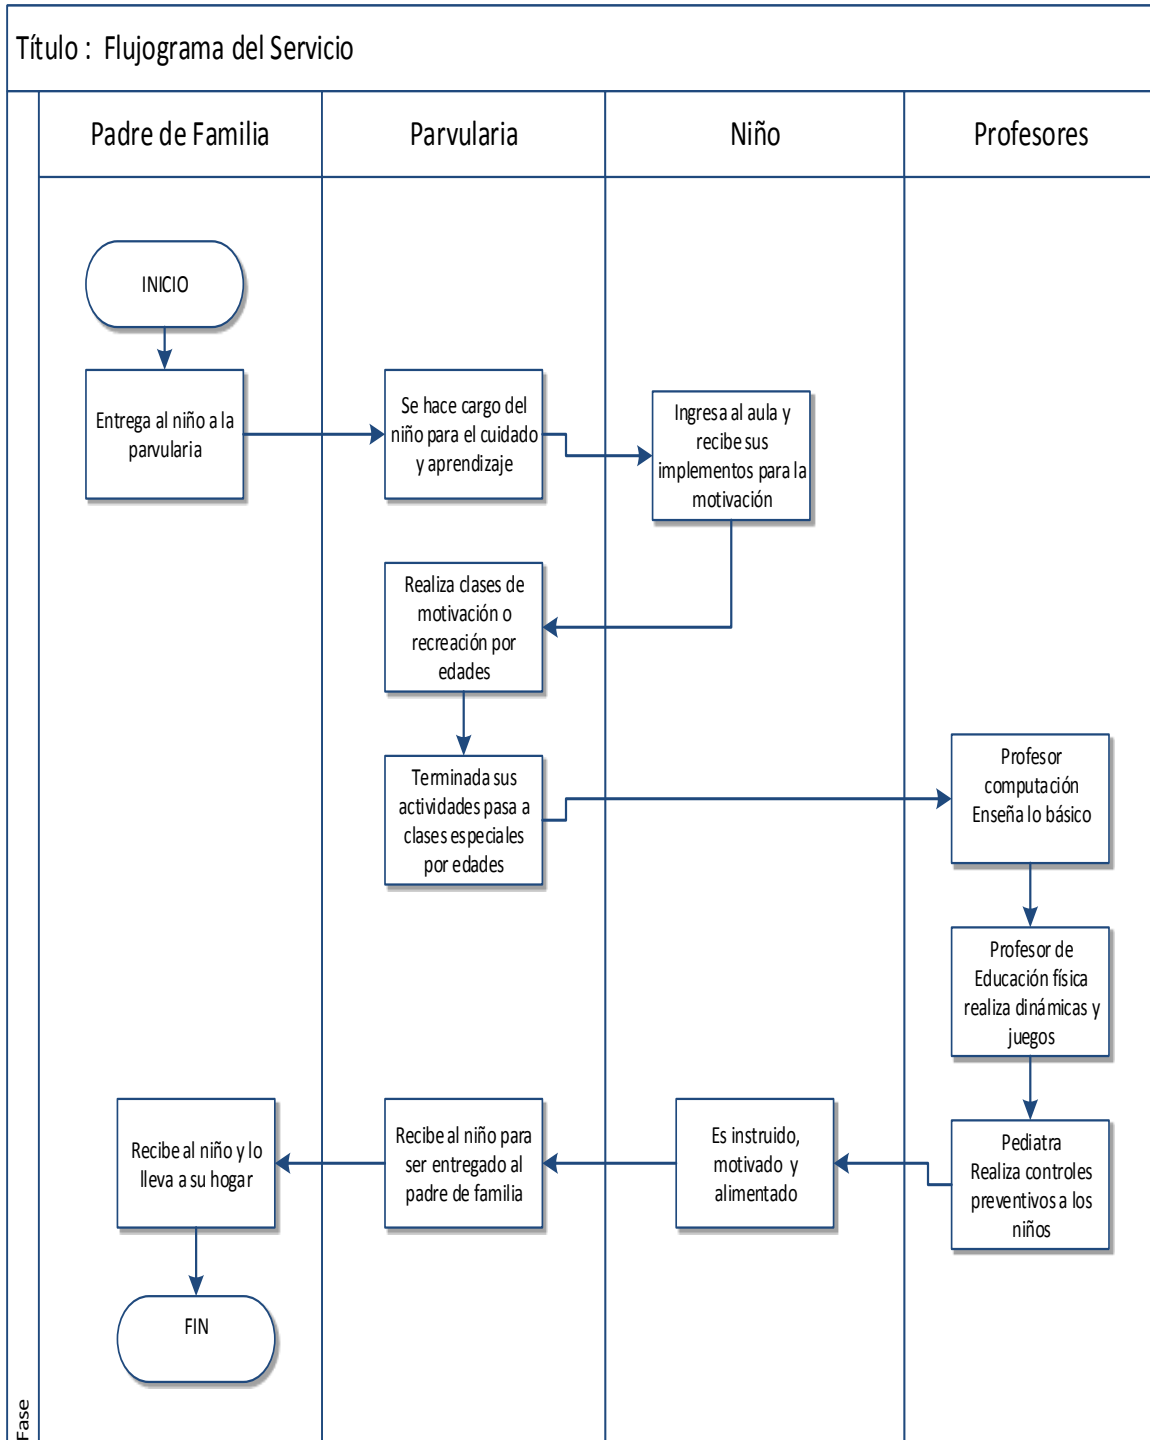 Título : Flujograma del Servicio
Padre de Familia
Parvularia
Niño
Profesores
INICIO
Entrega al niño a la
parvularia
Se hace cargo del
niño para el cuidado
y aprendizaje
Ingresa al aula y
recibe sus
implementos para la
motivación
Realiza clases de
motivación o
recreación por
edades
Terminada sus
actividades pasa a
clases especiales
por edades
Profesor
computación
Enseña lo básico
Profesor de
Educación física
realiza dinámicas y
juegos
Pediatra
Realiza controles
preventivos a los
niños
Es instruido,
motivado y
alimentado
Recibe al niño para
ser entregado al
padre de familia
Recibe al niño y lo
lleva a su hogar
FIN
Fase